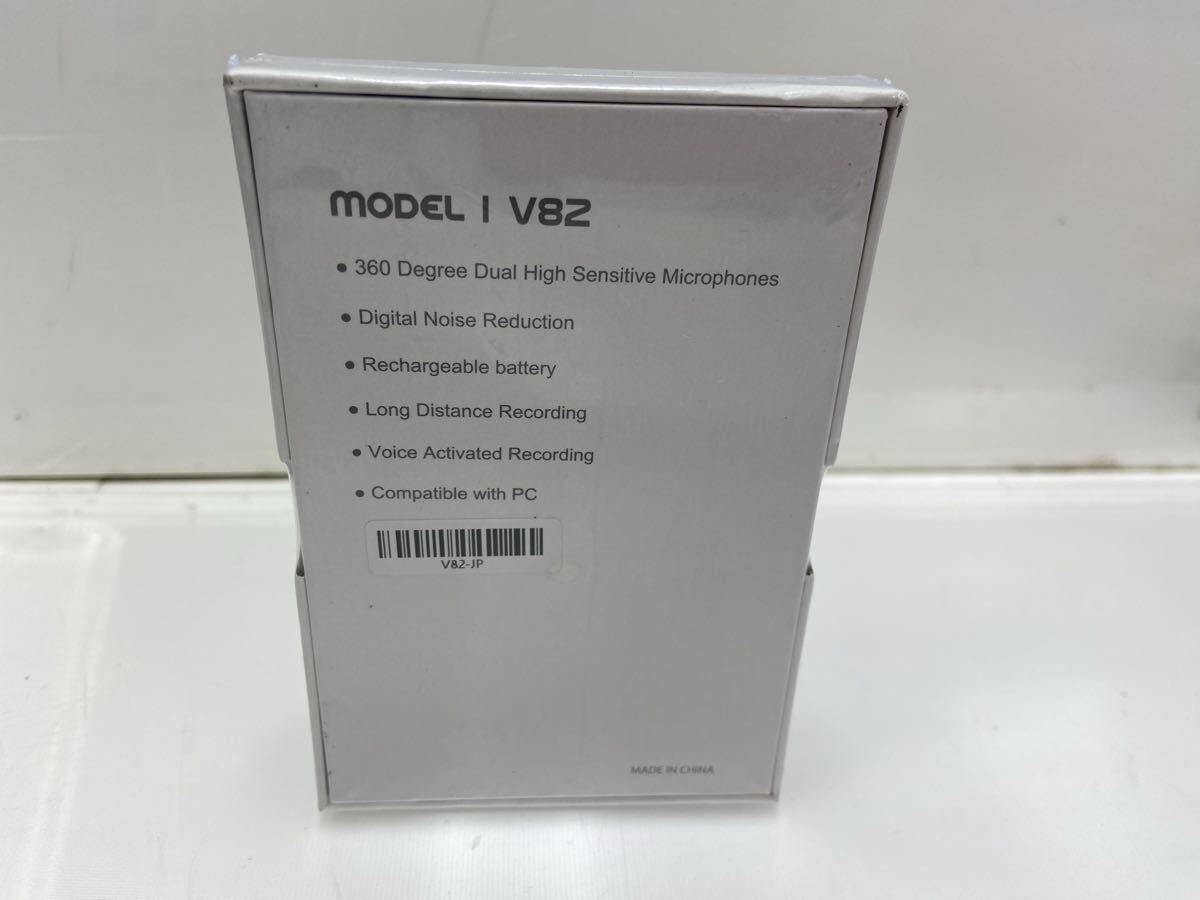 MODEL | V82
• 360 Degree Dual High Sensitive Microphones
• Digital Noise Reduction
• Rechargeable battery
• Long Distance Recording
• Voice Activated Recording
• Compatible with PC
V82-JP
MADE IN CHINA